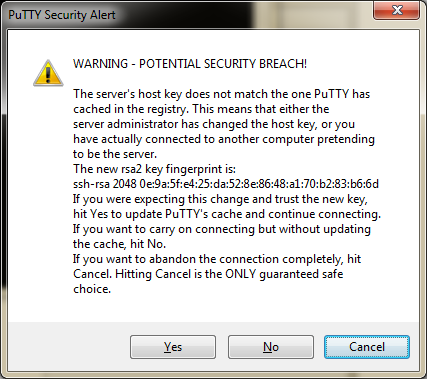 PuTTY Security Alert
WARNING - POTENTIAL SECURITY BREACH!
The server's host key does not match the one PuTTY has
cached in the registry. This means that either the
server administrator has changed the host key, or you
have actually connected to another computer pretending
to be the server.
The new rsa2 key fingerprint is:
ssh-rsa 2048 0e:9a:5f:e4:25:da:52:8e:86:48:a1:70:b2:83:b6:6d
If you were expecting this change and trust the new key,
hit Yes to update PuTTY's cache and continue connecting.
If you want to carry on connecting but without updating
the cache, hit No.
If you want to abandon the connection completely, hit
Cancel. Hitting Cancel is the ONLY guaranteed safe
choice.
Yes No Cancel